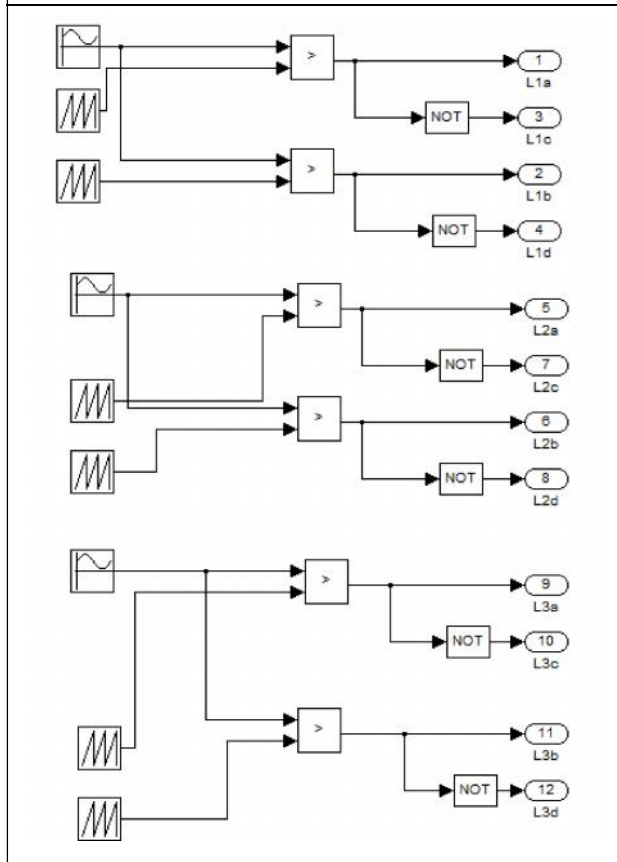 >
1
L1a
NOT
3
L1c
>
2
L1b
NOT
4
L1d
>
5
L2a
NOT
7
L2c
>
6
L2b
NOT
8
L2d
>
9
L3a
NOT
10
L3c
>
11
L3b
NOT
12
L3d